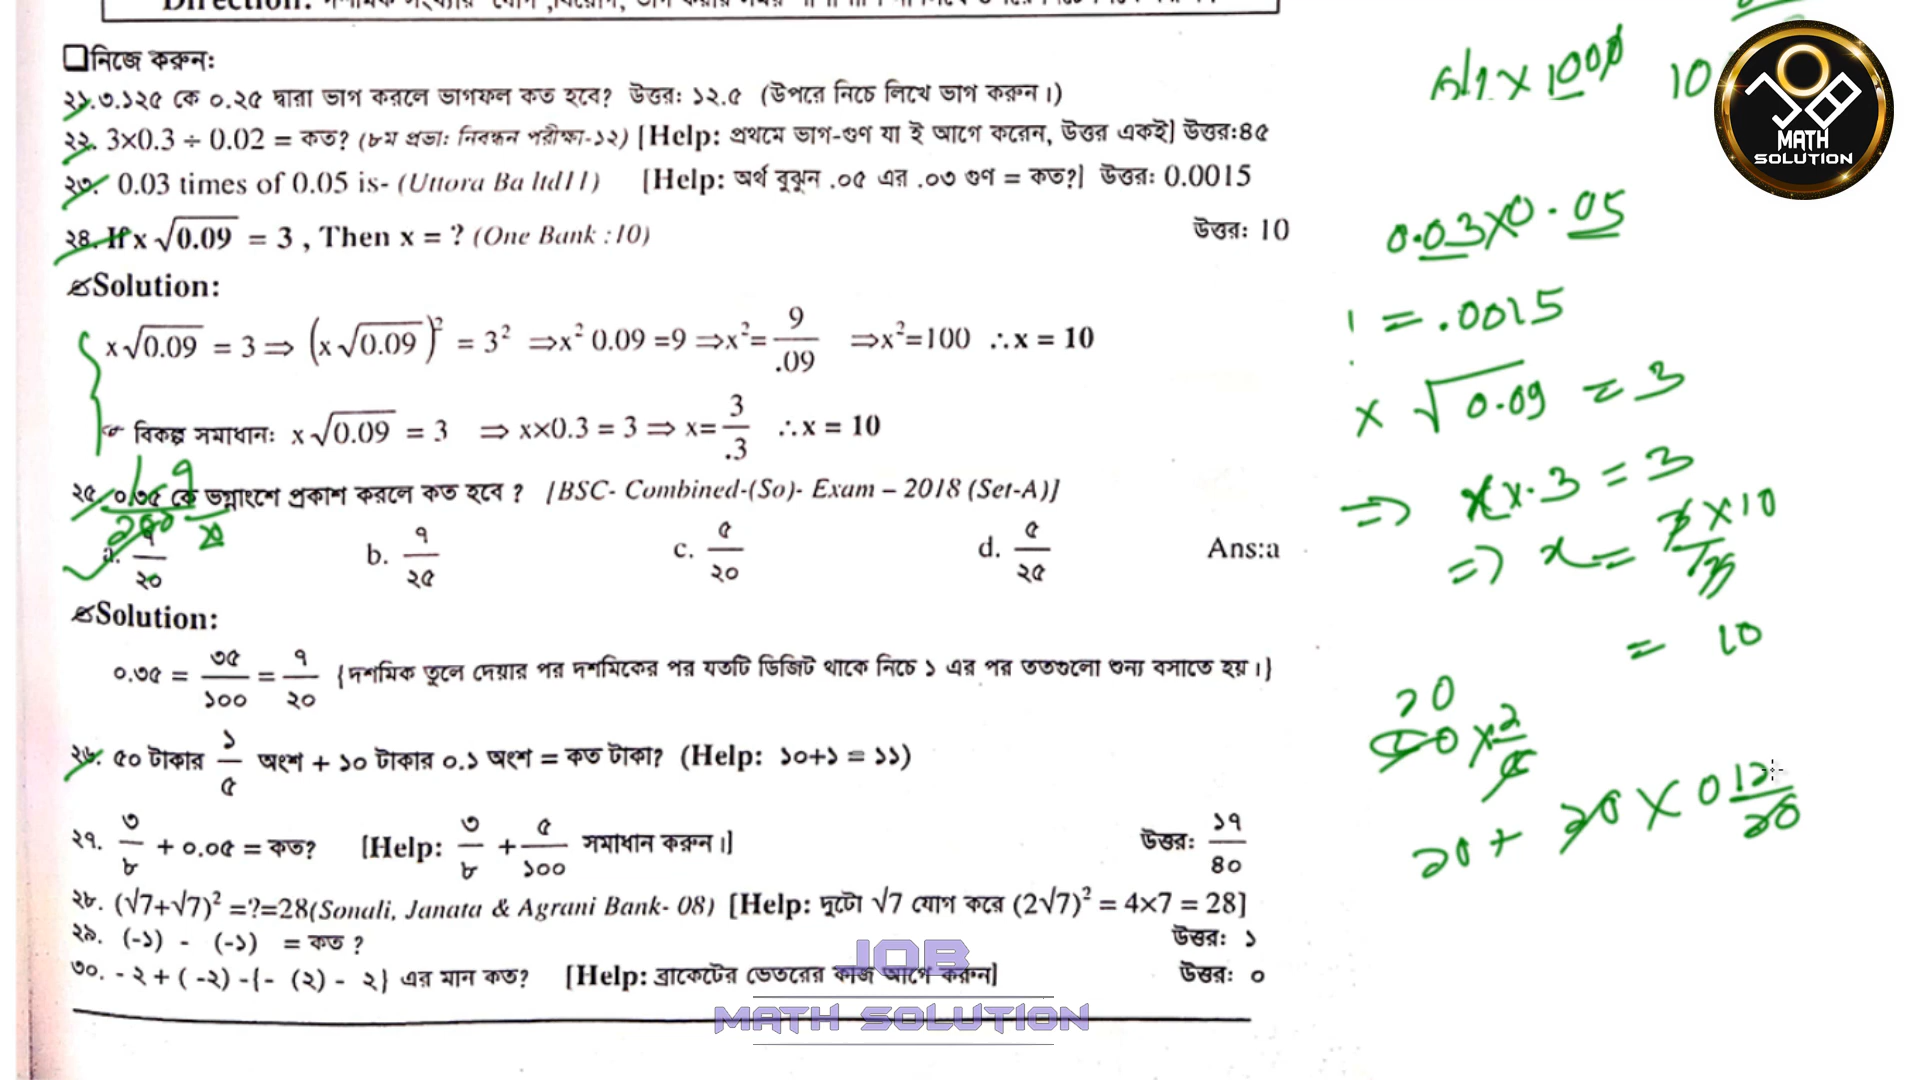 ❑নিজে করুন:
২১.৩.১২৫ কে ০.২৫ দ্বারা ভাগ করলে ভাগফল কত হবে? উত্তর: ১২.৫ (উপরে নিচে লিখে ভাগ করুন।)
২২. 3×0.3 ÷ 0.02 = কত? (৮ম প্রভা: নিবন্ধন পরীক্ষা-১২) [Help: প্রথমে ভাগ-গুণ যা ই আগে করেন, উত্তর একই] উত্তর:৪৫
২৩. 0.03 times of 0.05 is- (Uttora Ba ltd11) [Help: অর্থ বুঝুন .০৫ এর .০৩ গুণ = কত?] উত্তর: 0.0015
২৪. If x √0.09 = 3 , Then x = ? (One Bank :10) উত্তর: 10
✍Solution:
x√0.09 = 3 ⇒ (x√0.09)² = 3² ⇒x² 0.09 =9 ⇒x²= 9/.09 ⇒x²=100 ∴x = 10
বিকল্প সমাধান: x√0.09 = 3 ⇒ x×0.3 = 3 ⇒ x= 3/.3 ∴x = 10
২৫. ০.৩৫ কে ভগ্নাংশে প্রকাশ করলে কত হবে ? [BSC- Combined-(So)- Exam – 2018 (Set-A)]
a. ৭/২০ b. ৭/২৫ c. ৫/২০ d. ৫/২৫ Ans:a
✍Solution:
০.৩৫ = ৩৫/১০০ = ৭/২০ {দশমিক তুলে দেয়ার পর দশমিকের পর যতটি ডিজিট থাকে নিচে ১ এর পর ততগুলো শুন্য বসাতে হয়।}
২৬. ৫০ টাকার ১/৫ অংশ + ১০ টাকার ০.১ অংশ = কত টাকা? (Help: ১০+১ = ১১)
২৭. ৩/৮ + ০.০৫ = কত? [Help: ৩/৮ + ৫/১০০ সমাধান করুন।] উত্তর: ১৭/৪০
২৮. (√7+√7)² =?=28(Sonali, Janata & Agrani Bank- 08) [Help: দুটো √7 যোগ করে (2√7)² = 4×7 = 28]
২৯. (-১) - (-১) = কত ? উত্তর: ১
৩০. - ২ + ( -২) -{- (২) - ২} এর মান কত? [Help: ব্রাকেটের ভেতরের কাজ আগে করুন] উত্তর: ০
JOB
MATH SOLUTION
MATH
SOLUTION
0.03×0.05
= .0015
x √0.09 = 3
⇒ x×.3 = 3
⇒ x = 3×10/3
= 10